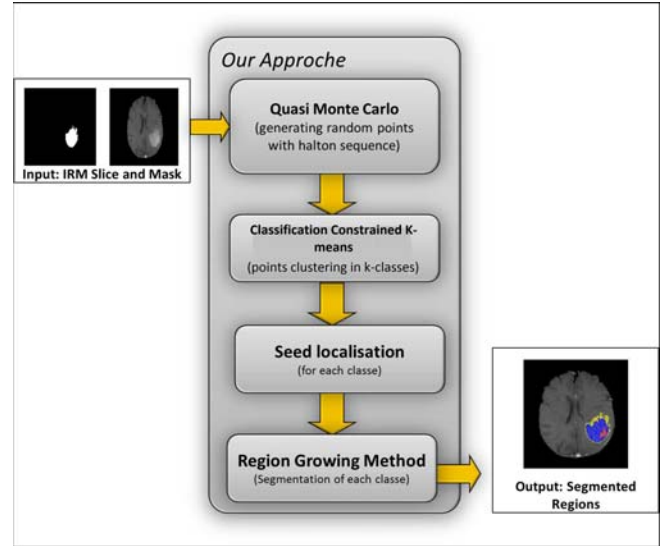 Our Approche
Input: IRM Slice and Mask
Quasi Monte Carlo
(generating random points
with halton sequence)
Classification Constrained K-
means
(points clustering in k-classes)
Seed localisation
(for each classe)
Region Growing Method
(Segmentation of each classe)
Output: Segmented
Regions